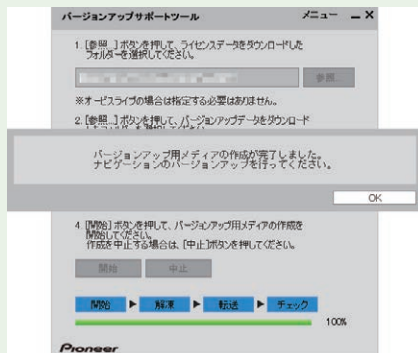 バージョンアップサポートツール
メニュー
1. [参照...]ボタンを押して、ライセンスデータをダウンロードした
フォルダーを選択してください。
参照...
※オービスライブの場合は指定する必要はありません。
2. [参照...]ボタンを押して、バージョンアップデータをダウンロード
バージョンアップ用メディアの作成が完了しました。
ナビゲーションのバージョンアップを行ってください。
OK
4. [開始]ボタンを押して、バージョンアップ用メディアの作成を
開始してください。
作成を中止する場合は、[中止]ボタンを押してください。
開始
中止
開始 ▶ 解凍 ▶ 転送 ▶ チェック
100%
Pioneer